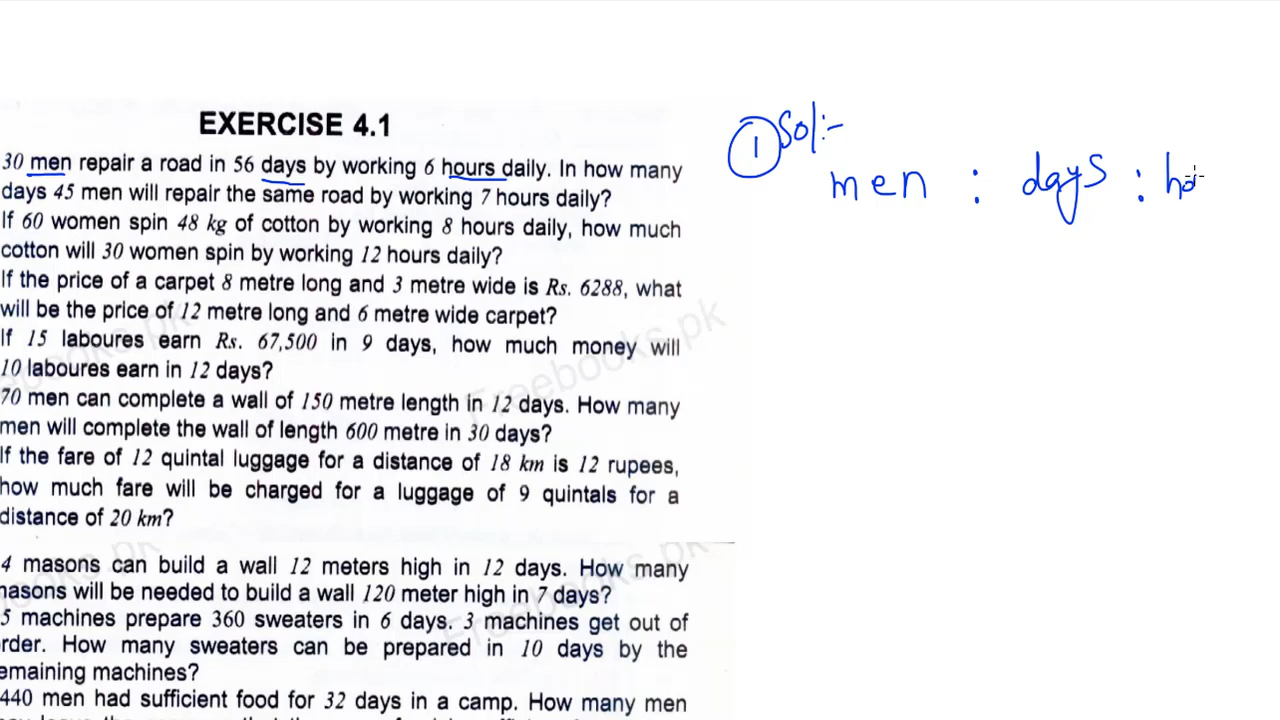 EXERCISE 4.1
30 men repair a road in 56 days by working 6 hours daily. In how many
days 45 men will repair the same road by working 7 hours daily?
If 60 women spin 48 kg of cotton by working 8 hours daily, how much
cotton will 30 women spin by working 12 hours daily?
If the price of a carpet 8 metre long and 3 metre wide is Rs. 6288, what
will be the price of 12 metre long and 6 metre wide carpet?
If 15 laboures earn Rs. 67,500 in 9 days, how much money will
10 laboures earn in 12 days?
70 men can complete a wall of 150 metre length in 12 days. How many
men will complete the wall of length 600 metre in 30 days?
If the fare of 12 quintal luggage for a distance of 18 km is 12 rupees,
how much fare will be charged for a luggage of 9 quintals for a
distance of 20 km?
4 masons can build a wall 12 meters high in 12 days. How many
nasons will be needed to build a wall 120 meter high in 7 days?
5 machines prepare 360 sweaters in 6 days. 3 machines get out of
rder. How many sweaters can be prepared in 10 days by the
emaining machines?
440 men had sufficient food for 32 days in a camp. How many men
1 Sol:-
men : days : ho
Freebooks.pk